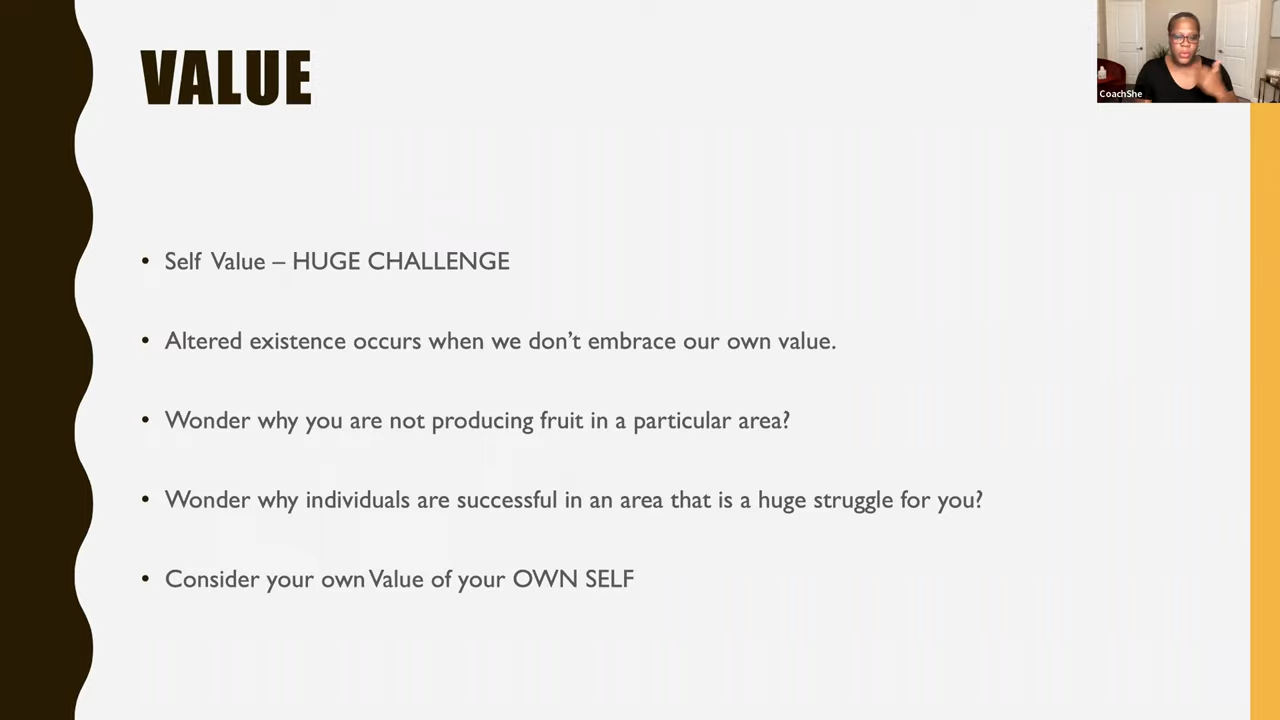 VALUE
CoachShe
• Self Value – HUGE CHALLENGE
• Altered existence occurs when we don't embrace our own value.
• Wonder why you are not producing fruit in a particular area?
• Wonder why individuals are successful in an area that is a huge struggle for you?
• Consider your own Value of your OWN SELF